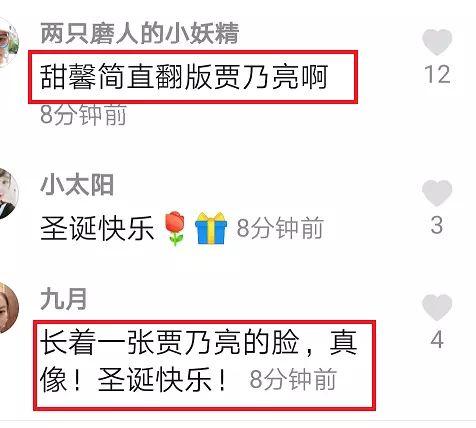 两只磨人的小妖精
甜馨简直翻版贾乃亮啊
12
8分钟前
小太阳
圣诞快乐🌹🎁 8分钟前
3
九月
长着一张贾乃亮的脸，真
4
像！圣诞快乐！ 8分钟前